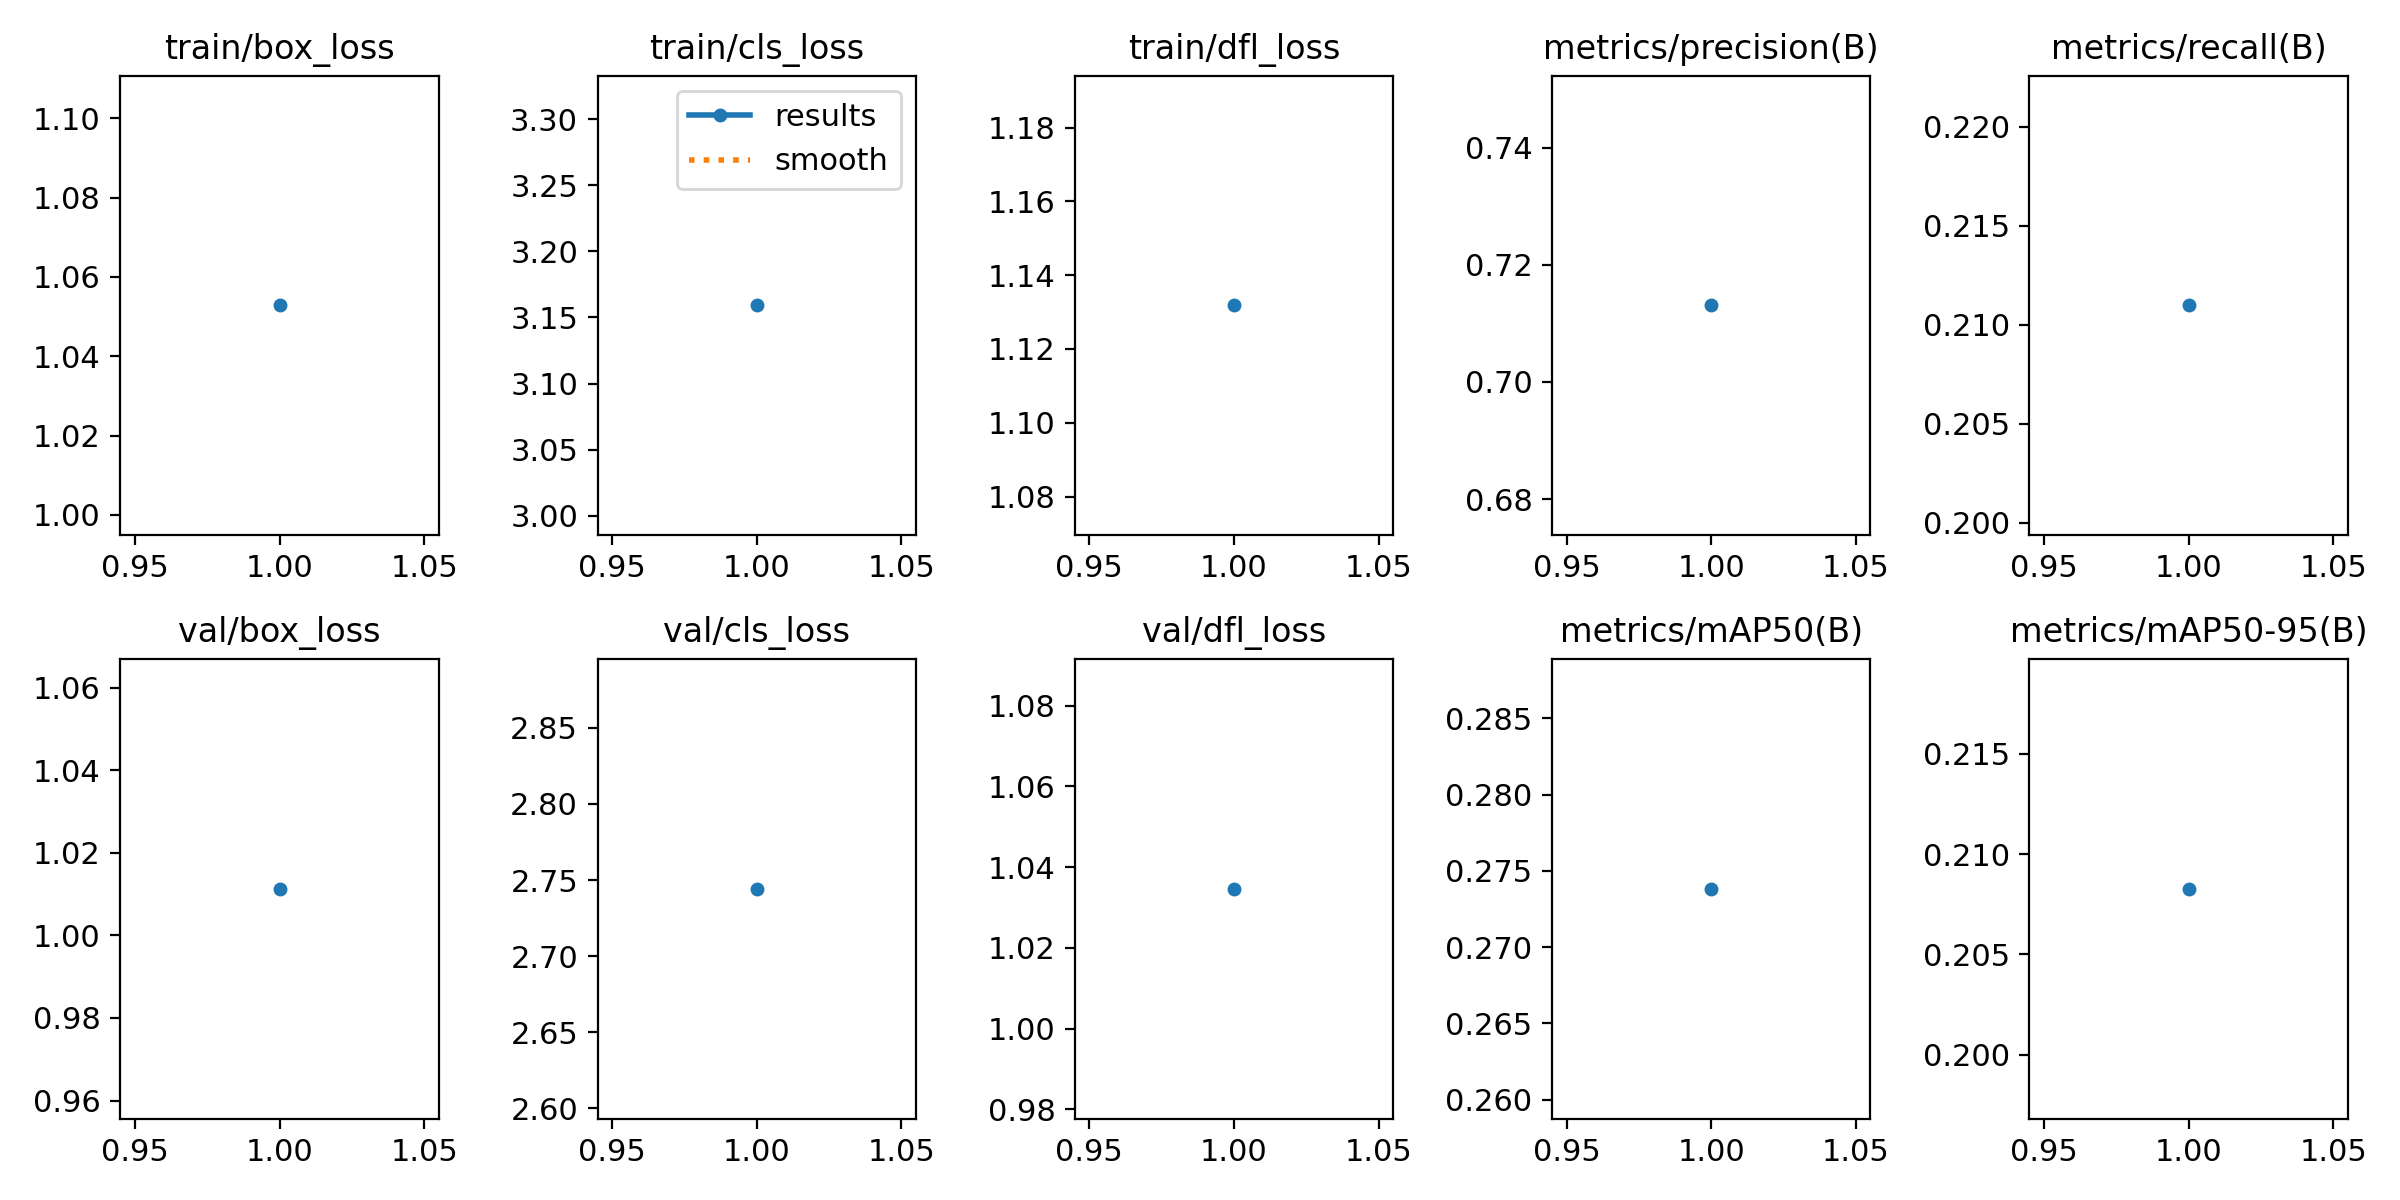 train/box_loss
1.10
1.08
1.06
1.04
1.02
1.00
0.95 1.00 1.05
train/cls_loss
results
smooth
3.30
3.25
3.20
3.15
3.10
3.05
3.00
0.95 1.00 1.05
train/dfl_loss
1.18
1.16
1.14
1.12
1.10
1.08
0.95 1.00 1.05
metrics/precision(B)
0.74
0.72
0.70
0.68
0.95 1.00 1.05
metrics/recall(B)
0.220
0.215
0.210
0.205
0.200
0.95 1.00 1.05
val/box_loss
1.06
1.04
1.02
1.00
0.98
0.96
0.95 1.00 1.05
val/cls_loss
2.85
2.80
2.75
2.70
2.65
2.60
0.95 1.00 1.05
val/dfl_loss
1.08
1.06
1.04
1.02
1.00
0.98
0.95 1.00 1.05
metrics/mAP50(B)
0.285
0.280
0.275
0.270
0.265
0.260
0.95 1.00 1.05
metrics/mAP50-95(B)
0.215
0.210
0.205
0.200
0.95 1.00 1.05